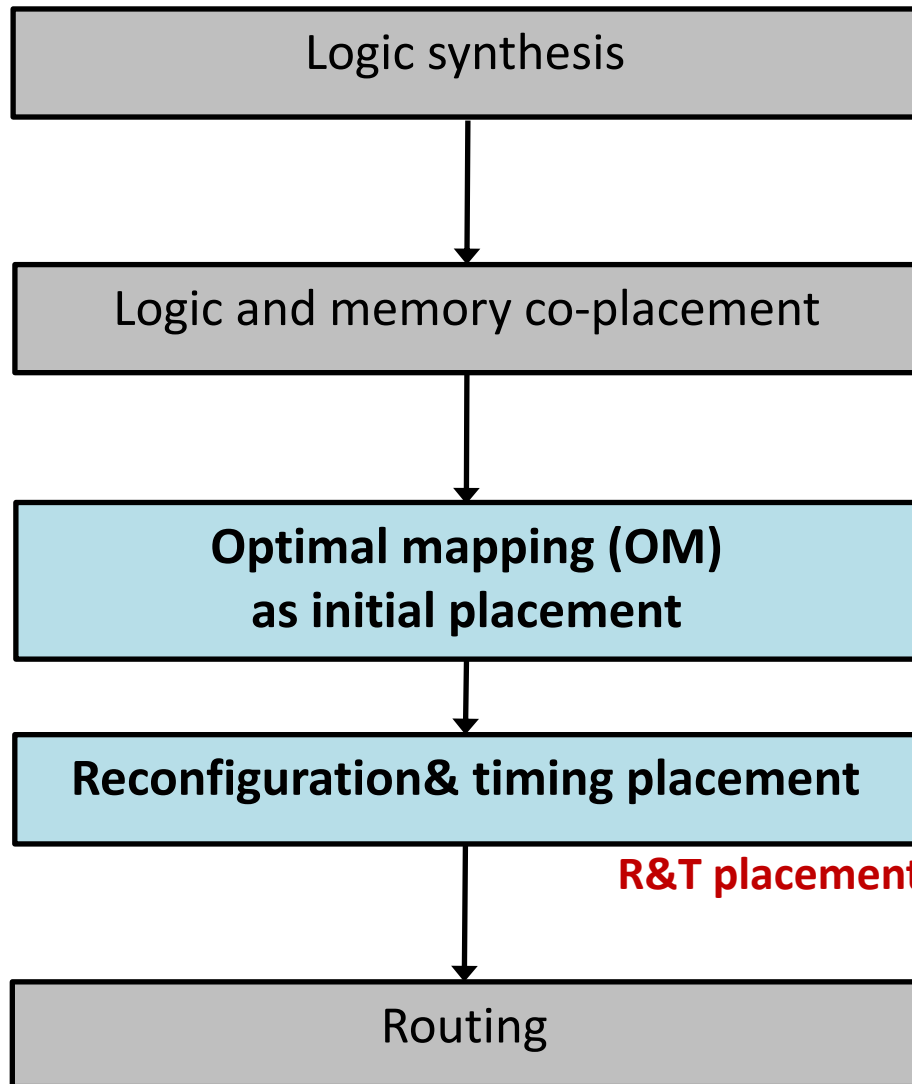 Logic synthesis
Logic and memory co-placement
Optimal mapping (OM)
as initial placement
Reconfiguration& timing placement
R&T placement
Routing